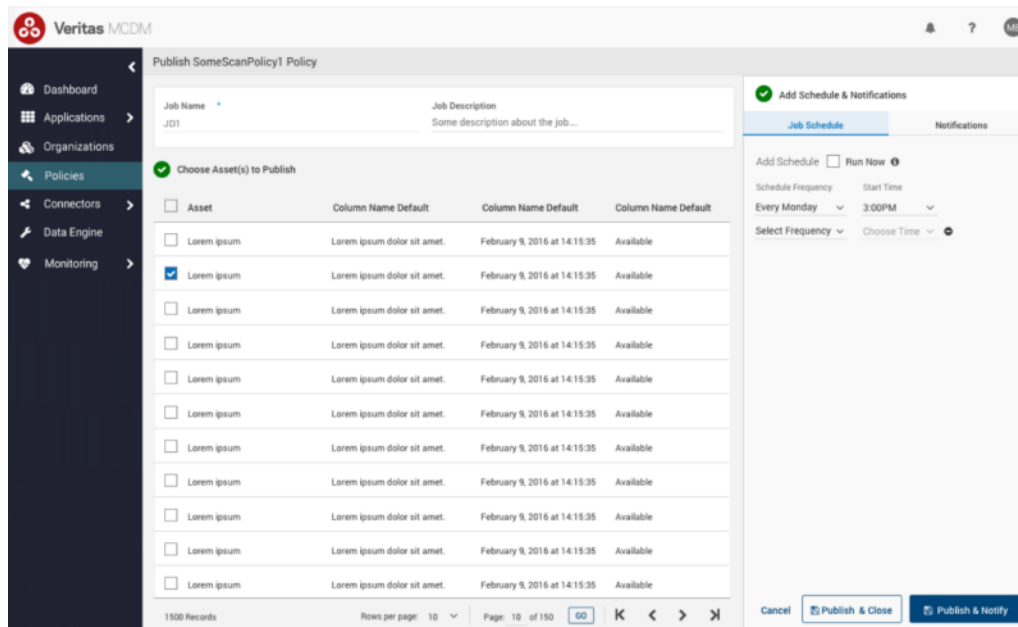 Veritas MCDM
?
Publish SomeScanPolicy1 Policy
Dashboard
Applications
Organizations
Policies
Connectors
Data Engine
Monitoring
Job Name *
JD1
Job Description
Some description about the job...
Choose Asset(s) to Publish
Asset Column Name Default Column Name Default Column Name Default
Lorem ipsum Lorem ipsum dolor sit amet. February 9, 2016 at 14:15:35 Available
Lorem ipsum Lorem ipsum dolor sit amet. February 9, 2016 at 14:15:35 Available
Lorem ipsum Lorem ipsum dolor sit amet. February 9, 2016 at 14:15:35 Available
Lorem ipsum Lorem ipsum dolor sit amet. February 9, 2016 at 14:15:35 Available
Lorem ipsum Lorem ipsum dolor sit amet. February 9, 2016 at 14:15:35 Available
Lorem ipsum Lorem ipsum dolor sit amet. February 9, 2016 at 14:15:35 Available
Lorem ipsum Lorem ipsum dolor sit amet. February 9, 2016 at 14:15:35 Available
Lorem ipsum Lorem ipsum dolor sit amet. February 9, 2016 at 14:15:35 Available
Lorem ipsum Lorem ipsum dolor sit amet. February 9, 2016 at 14:15:35 Available
Lorem ipsum Lorem ipsum dolor sit amet. February 9, 2016 at 14:15:35 Available
Lorem ipsum Lorem ipsum dolor sit amet. February 9, 2016 at 14:15:35 Available
1500 Records Rows per page: 10 Page: 10 of 150 GO
Add Schedule & Notifications
Job Schedule Notifications
Add Schedule Run Now
Schedule Frequency Start Time
Every Monday 3:00PM
Select Frequency Choose Time
Cancel Publish & Close Publish & Notify